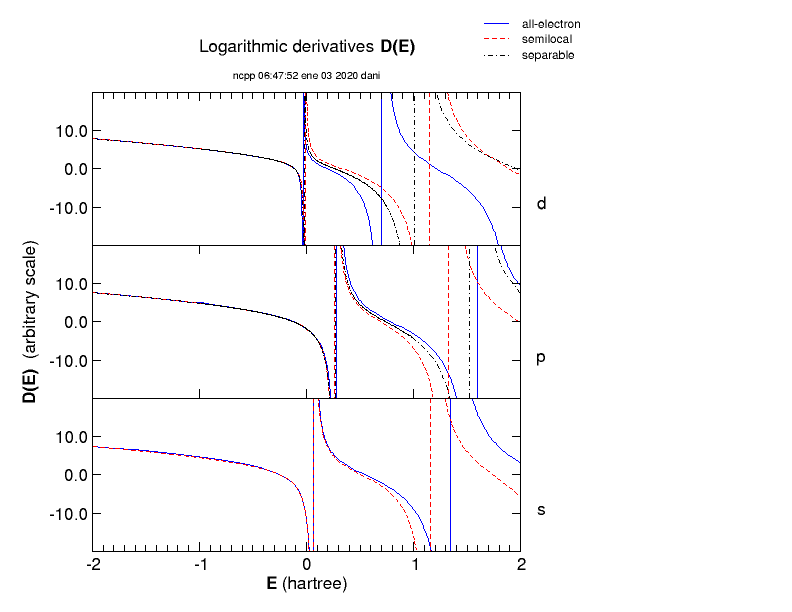 all-electron
semilocal
separable
Logarithmic derivatives D(E)
ncpp 06:47:52 ene 03 2020 dani
10.0
0.0
-10.0
d
10.0
0.0
-10.0
p
10.0
0.0
-10.0
s
D(E) (arbitrary scale)
-2 -1 0 1 2
E (hartree)